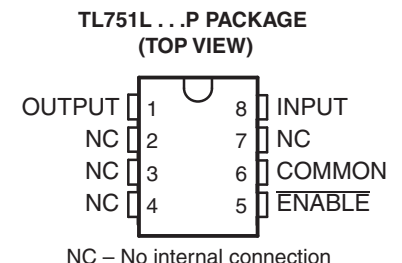 TL751L . . .P PACKAGE
(TOP VIEW)
OUTPUT 1 8 INPUT
NC 2 7 NC
NC 3 6 COMMON
NC 4 5 ENABLE
NC – No internal connection